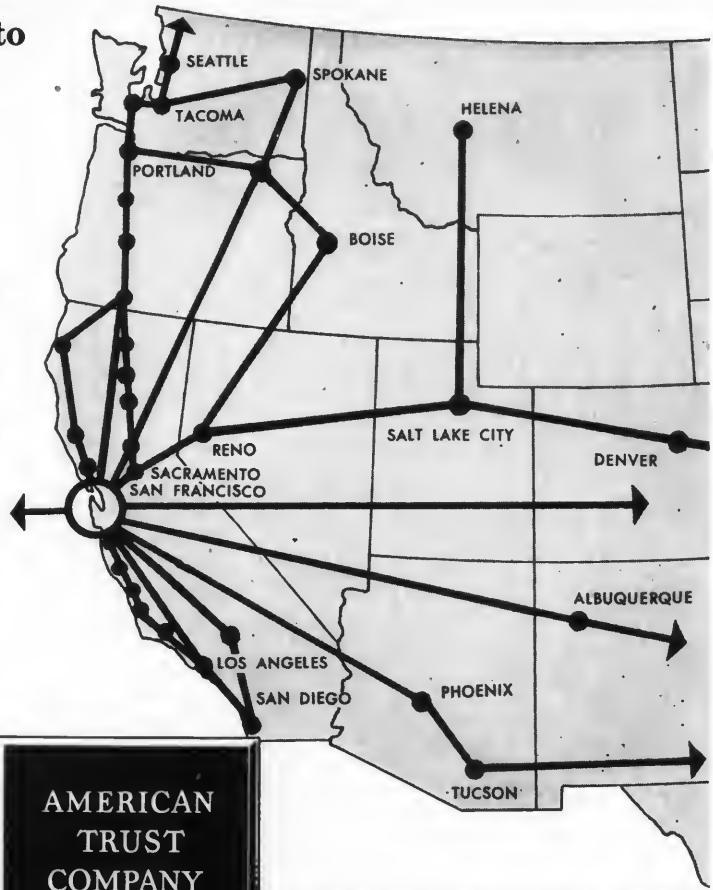 to
SEATTLE
SPOKANE
TACOMA
HELENA
PORTLAND
BOISE
RENO
SALT LAKE CITY
DENVER
SACRAMENTO
SAN FRANCISCO
ALBUQUERQUE
LOS ANGELES
SAN DIEGO
PHOENIX
TUCSON
AMERICAN
TRUST
COMPANY